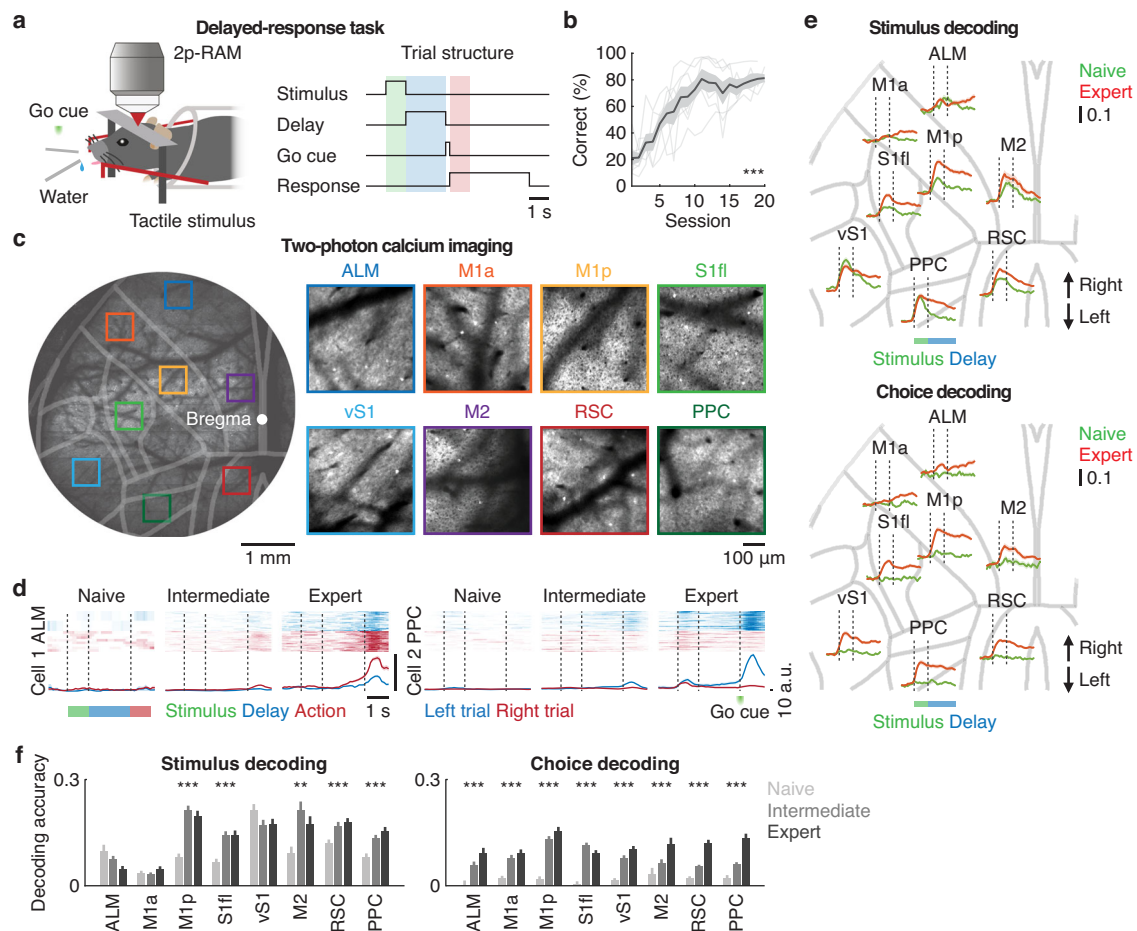 a
Delayed-response task
2p-RAM
Trial structure
Go cue
Water
Tactile stimulus
Stimulus
Delay
Go cue
Response
1 s
b
Correct (%)
100
80
60
40
20
0
5 10 15 20
Session
***
c
Two-photon calcium imaging
Bregma
1 mm
ALM M1a M1p S1fl
vS1 M2 RSC PPC
100 µm
d
Naive Intermediate Expert
Cell 1 ALM
Stimulus Delay Action
1 s
Naive Intermediate Expert
Cell 2 PPC
Left trial Right trial
Go cue
10 a.u.
e
Stimulus decoding
ALM
M1a
M1p
S1fl
M2
vS1
PPC
RSC
Naive
Expert
0.1
Right
Left
Stimulus Delay
Choice decoding
ALM
M1a
M1p
S1fl
M2
vS1
PPC
RSC
Naive
Expert
0.1
Right
Left
Stimulus Delay
f
Stimulus decoding
Decoding accuracy
0.3
0
*** *** ** *** ***
ALM M1a M1p S1fl vS1 M2 RSC PPC
Choice decoding
0.3
0
*** *** *** *** *** *** *** ***
ALM M1a M1p S1fl vS1 M2 RSC PPC
Naive
Intermediate
Expert